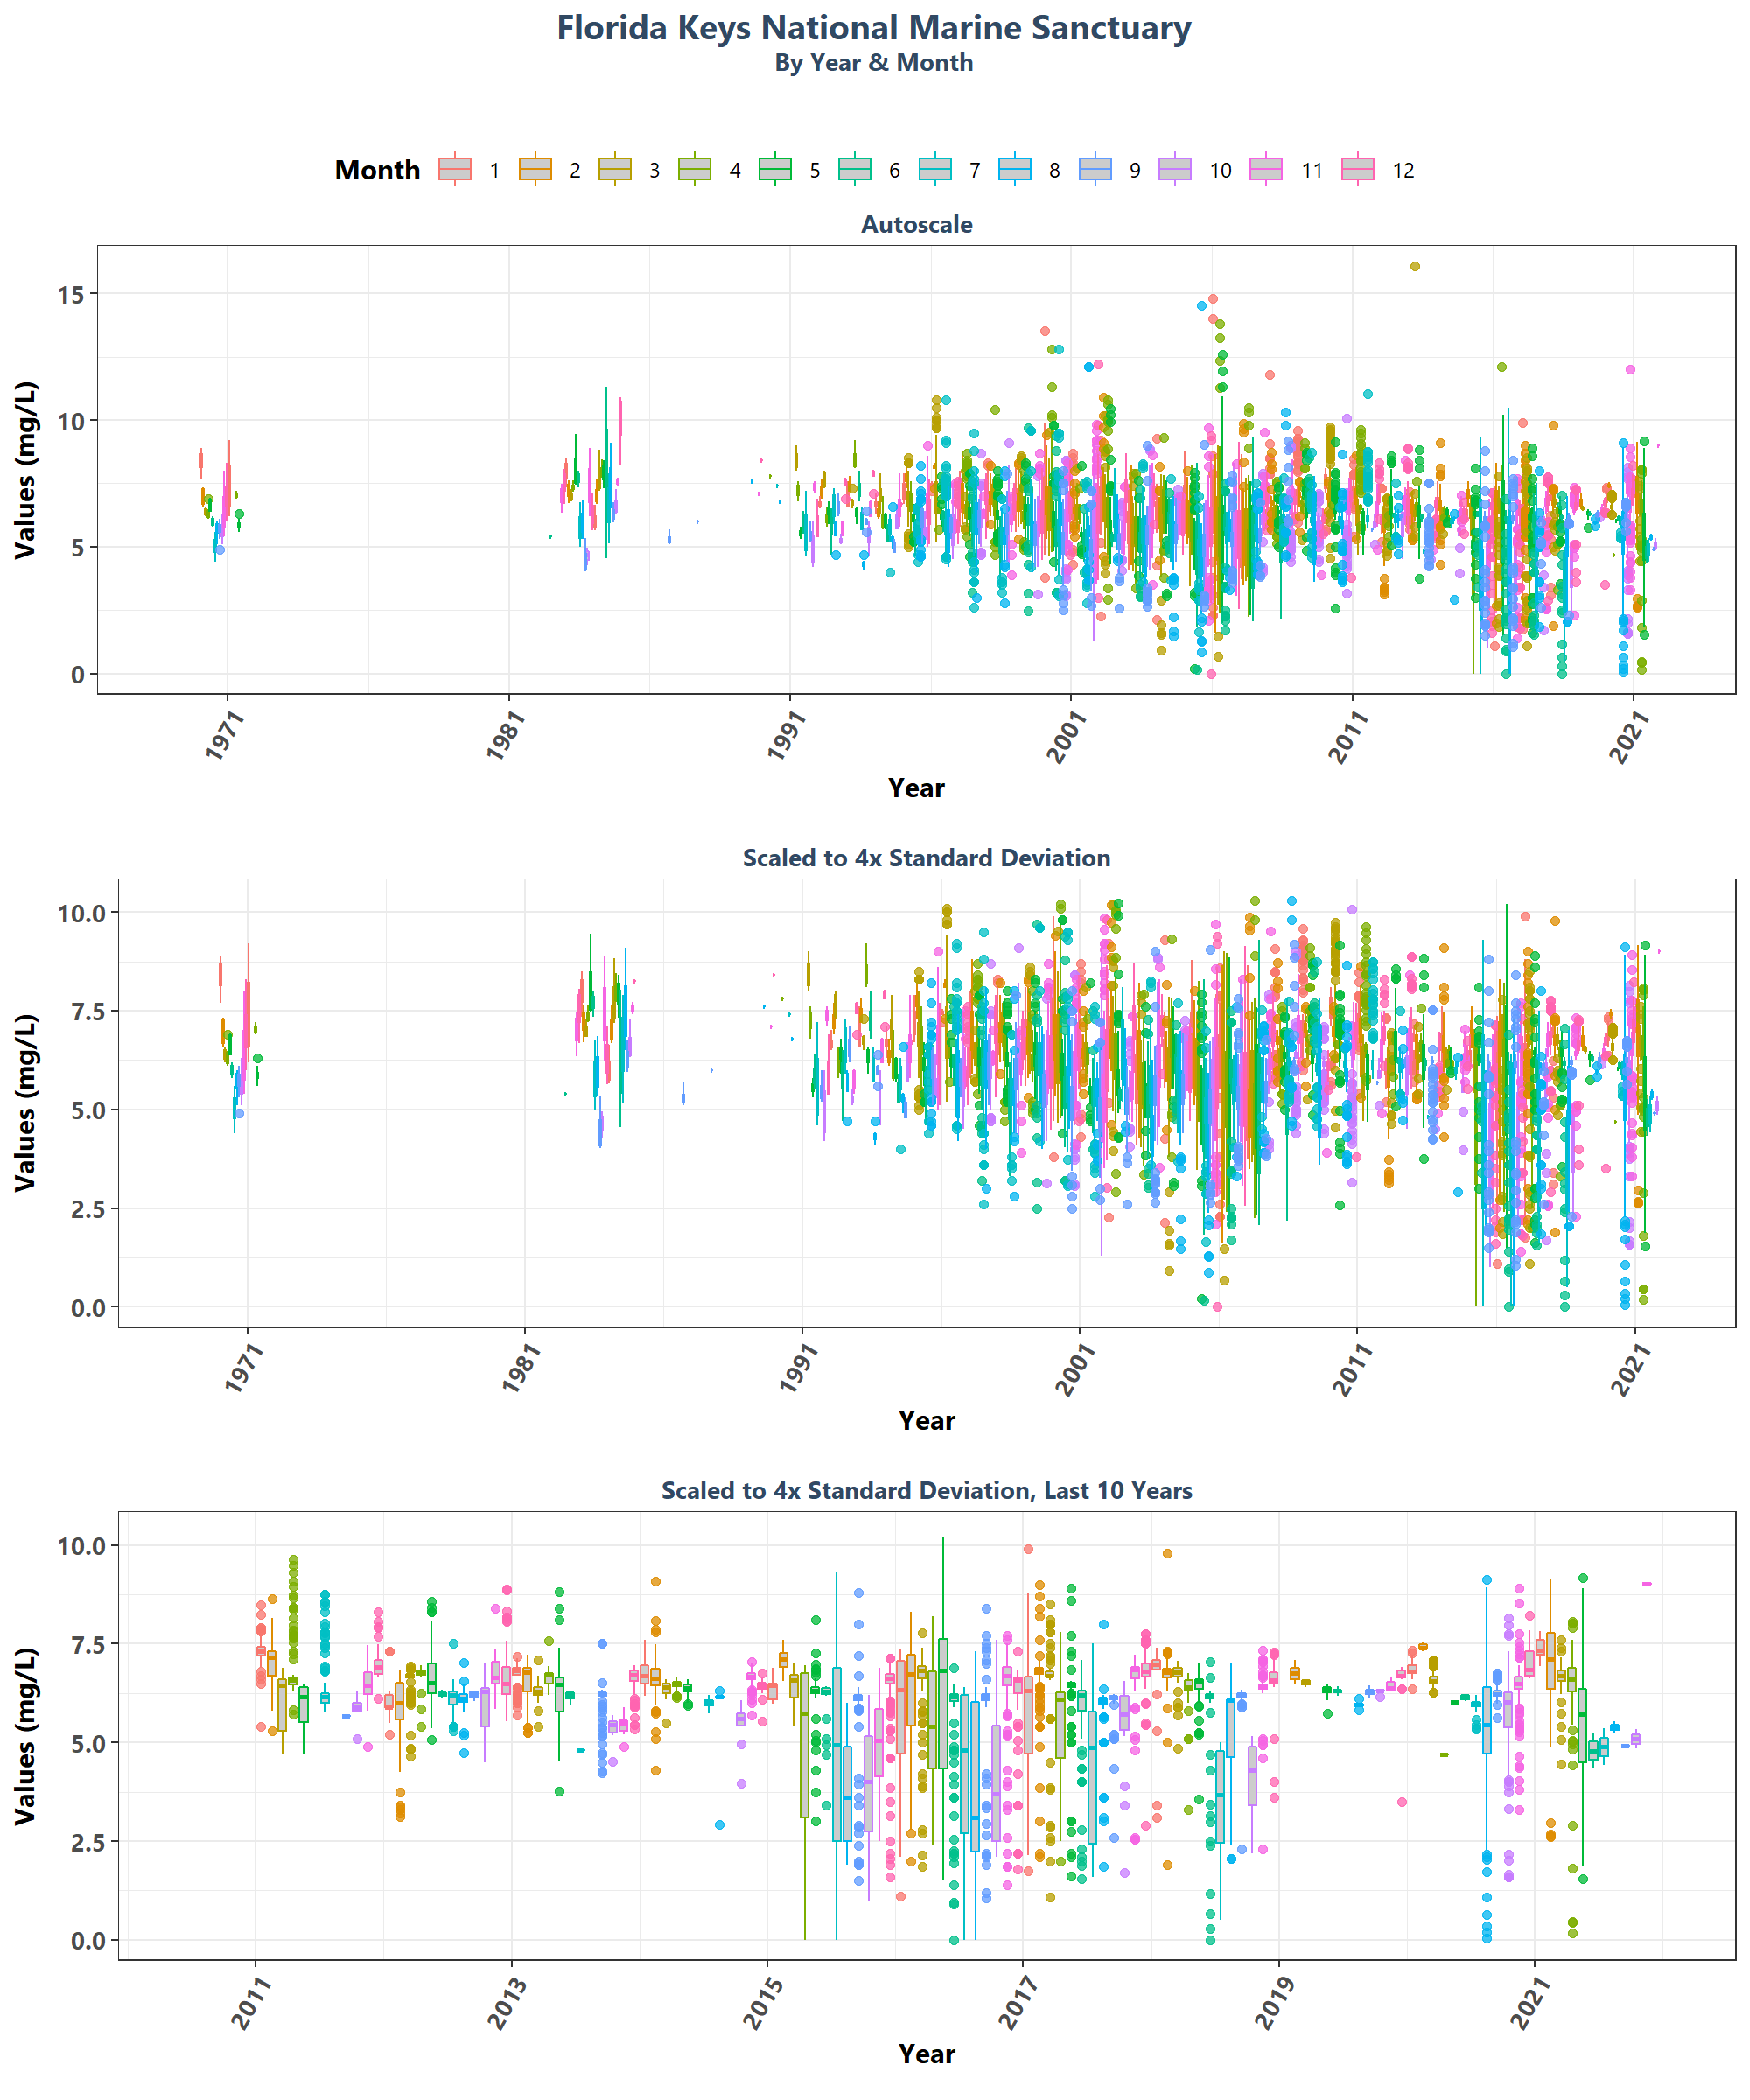 Florida Keys National Marine Sanctuary
By Year & Month
Month 1 2 3 4 5 6 7 8 9 10 11 12
Autoscale
Values (mg/L)
15
10
5
0
1971 1981 1991 2001 2011 2021
Year
Scaled to 4x Standard Deviation
Values (mg/L)
10.0
7.5
5.0
2.5
0.0
1971 1981 1991 2001 2011 2021
Year
Scaled to 4x Standard Deviation, Last 10 Years
Values (mg/L)
10.0
7.5
5.0
2.5
0.0
2011 2013 2015 2017 2019 2021
Year